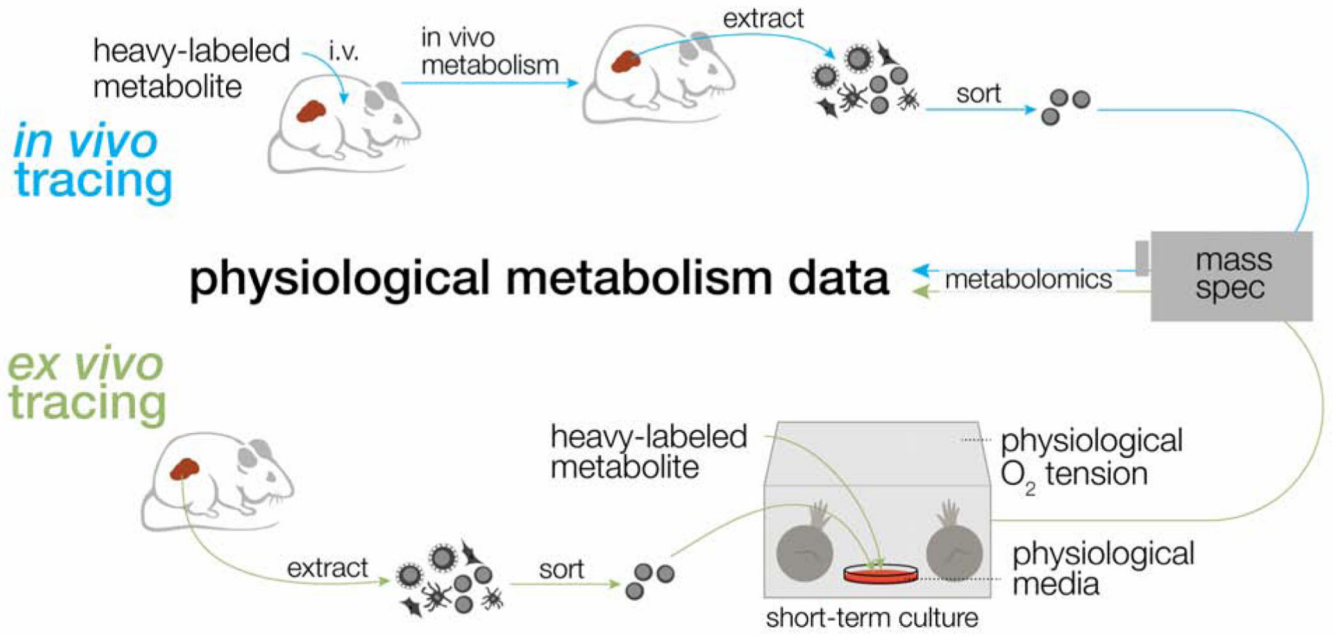 heavy-labeled
metabolite
i.v.
in vivo
metabolism
extract
sort
in vivo
tracing
mass
spec
metabolomics
physiological metabolism data
ex vivo
tracing
extract
sort
heavy-labeled
metabolite
physiological
O₂ tension
physiological
media
short-term culture